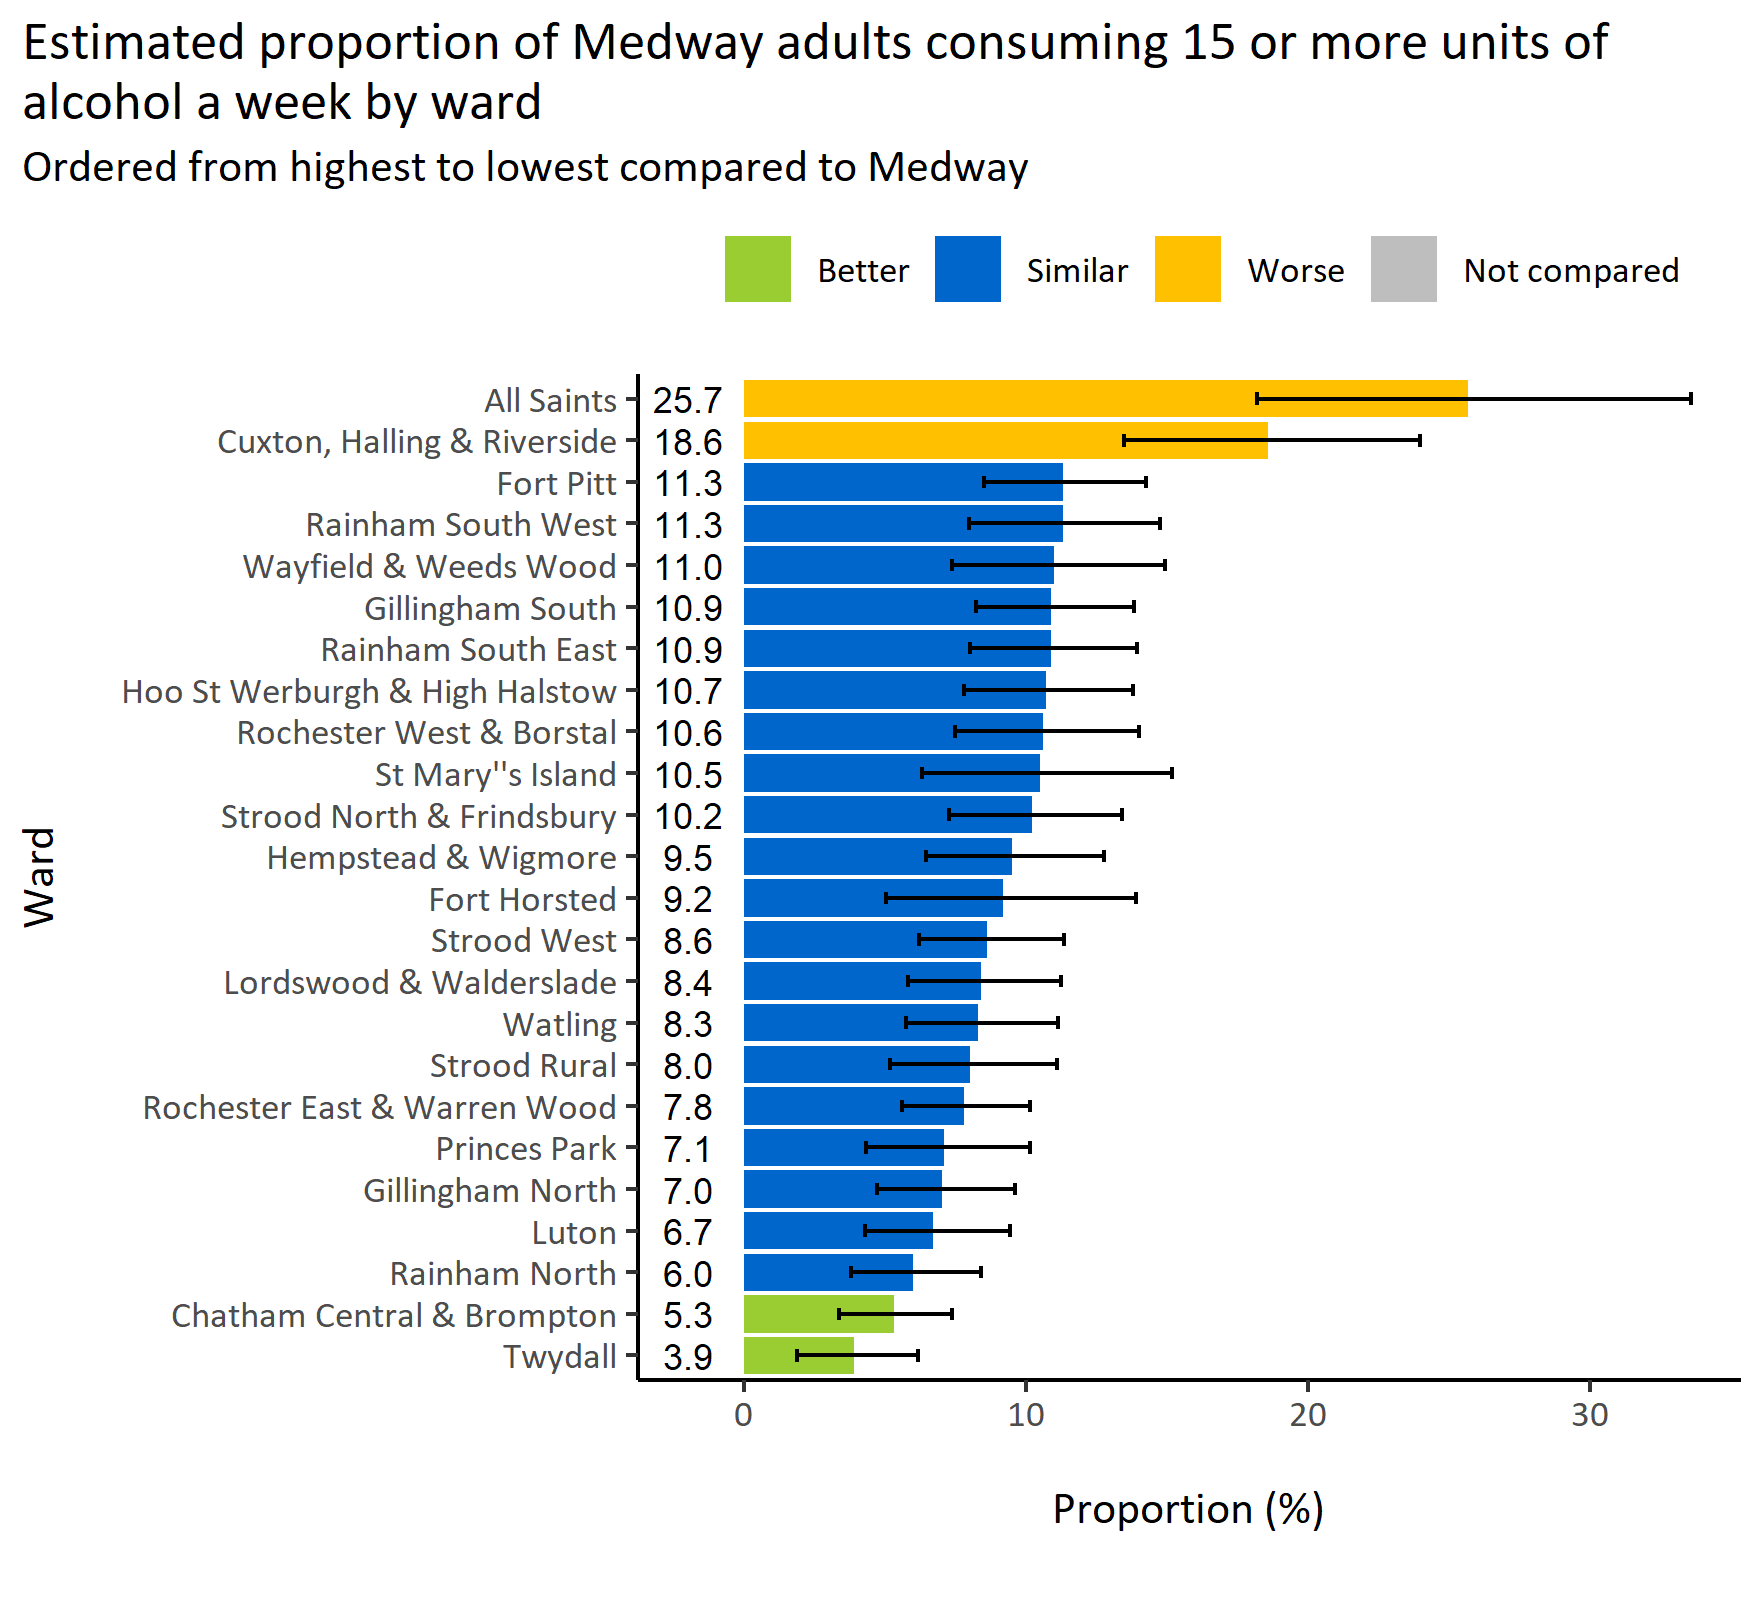 Estimated proportion of Medway adults consuming 15 or more units of
alcohol a week by ward
Ordered from highest to lowest compared to Medway
Better Similar Worse Not compared
All Saints 25.7
Cuxton, Halling & Riverside 18.6
Fort Pitt 11.3
Rainham South West 11.3
Wayfield & Weeds Wood 11.0
Gillingham South 10.9
Rainham South East 10.9
Hoo St Werburgh & High Halstow 10.7
Rochester West & Borstal 10.6
St Mary''s Island 10.5
Strood North & Frindsbury 10.2
Hempstead & Wigmore 9.5
Fort Horsted 9.2
Strood West 8.6
Lordswood & Walderslade 8.4
Watling 8.3
Strood Rural 8.0
Rochester East & Warren Wood 7.8
Princes Park 7.1
Gillingham North 7.0
Luton 6.7
Rainham North 6.0
Chatham Central & Brompton 5.3
Twydall 3.9
Ward
0 10 20 30
Proportion (%)